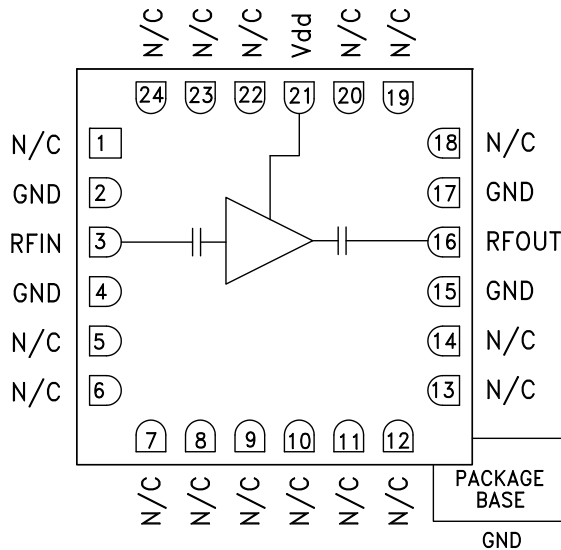 N/C N/C N/C Vdd N/C N/C
24 23 22 21 20 19
N/C 1 18 N/C
GND 2 17 GND
RFIN 3 16 RFOUT
GND 4 15 GND
N/C 5 14 N/C
N/C 6 13 N/C
7 8 9 10 11 12
N/C N/C N/C N/C N/C N/C
PACKAGE
BASE
GND